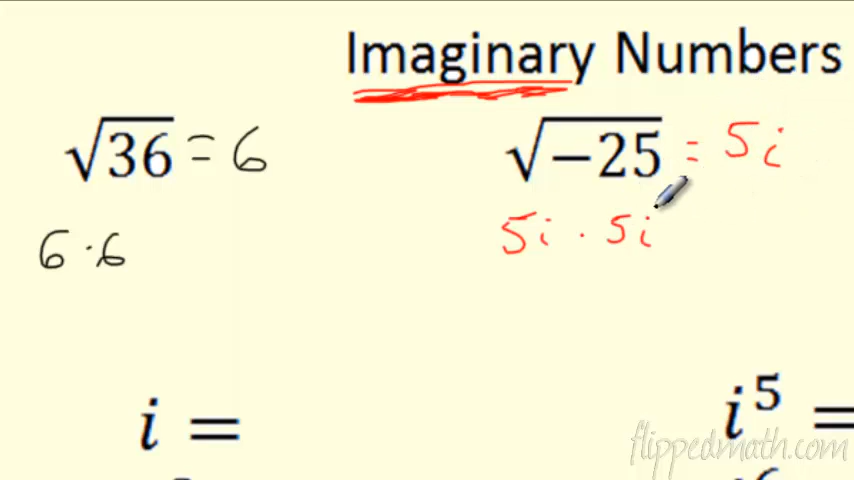 Imaginary Numbers
√36 = 6
√-25 = 5i
6 · 6
5i · 5i
i =
i⁵ =
flippedmath.com